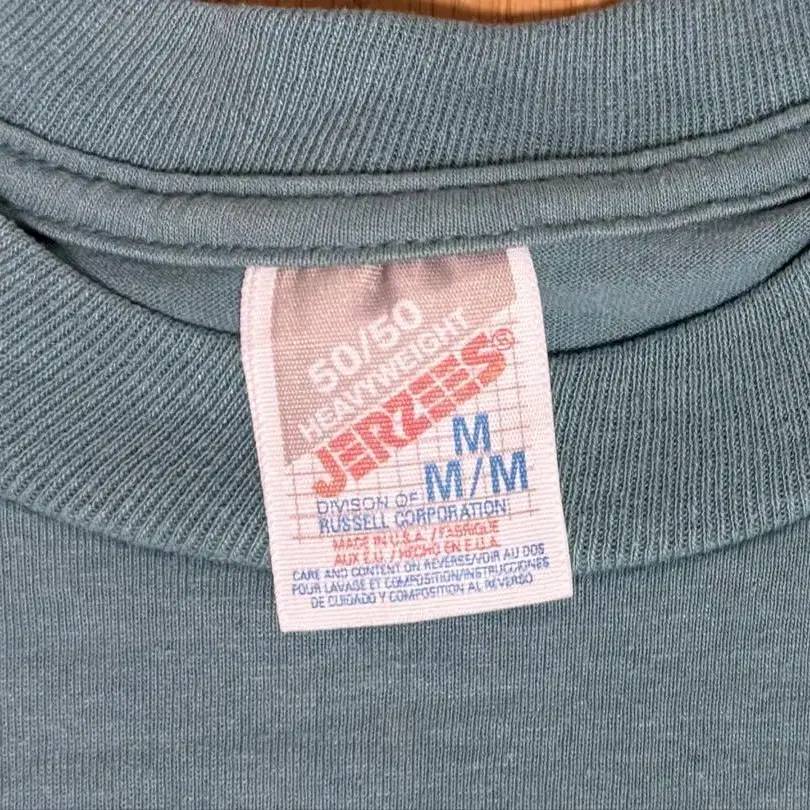 50/50
HEAVYWEIGHT
JERZEES®
M
M/M
DIVISON OF
RUSSELL CORPORATION
MADE IN U.S.A./FABRIQUE
AUX E.U./HECHO EN E.U.A.
CARE AND CONTENT ON REVERSE/VOIR AU DOS
POUR LAVAGE ET COMPOSITION/INSTRUCCIONES
DE CUIDADO Y COMPOSITION AL REVERSO